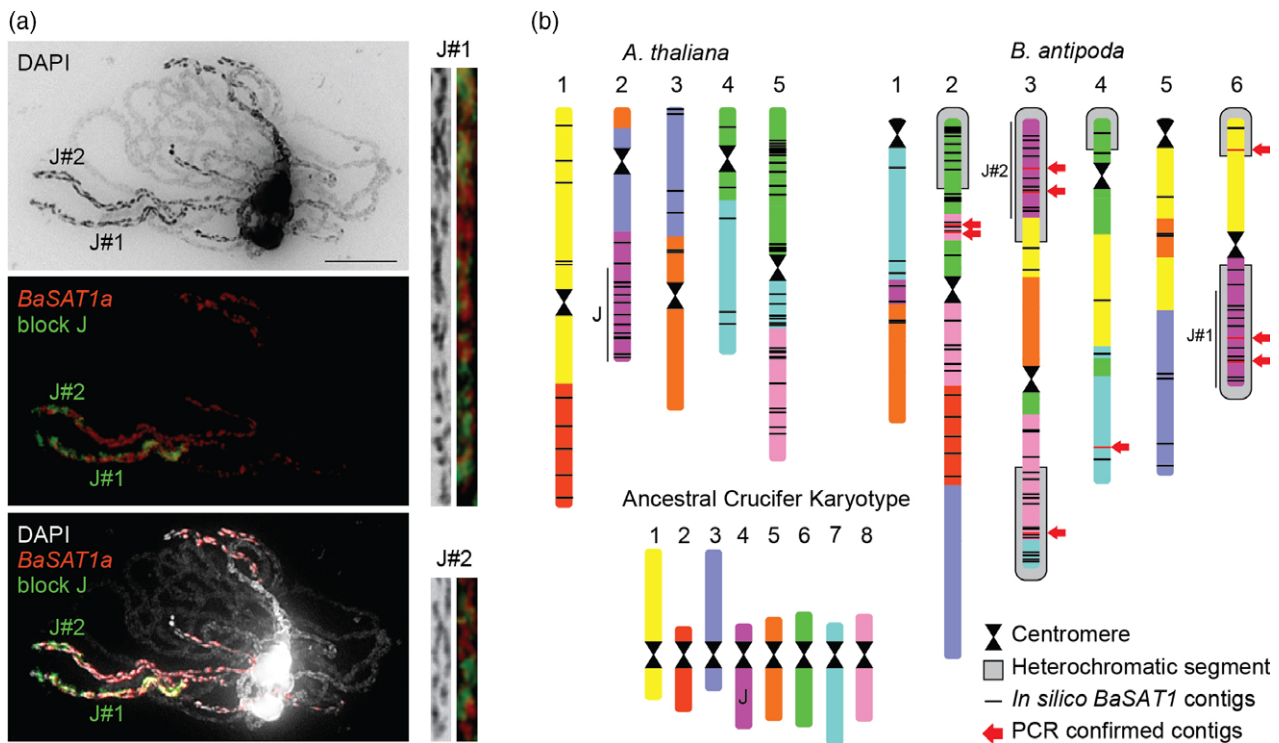 (a)
DAPI
J#2
J#1
BaSAT1a
block J
J#2
J#1
DAPI
BaSAT1a
block J
J#2
J#1
J#1
J#2
(b)
A. thaliana
1 2 3 4 5
J
B. antipoda
1 2 3 4 5 6
J#2
J#1
Ancestral Crucifer Karyotype
1 2 3 4 5 6 7 8
J
Centromere
Heterochromatic segment
In silico BaSAT1 contigs
PCR confirmed contigs